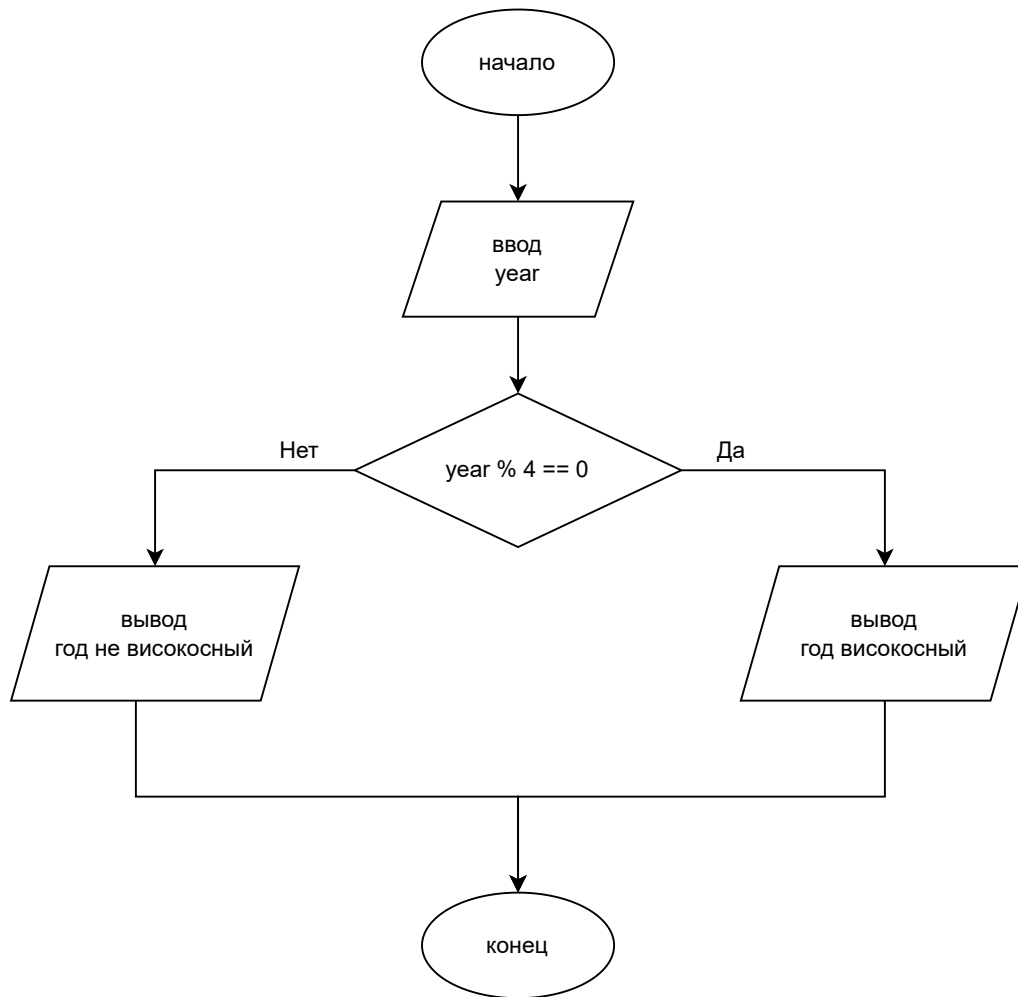 начало
ввод
year
Нет
Да
year % 4 == 0
вывод
год не високосный
вывод
год високосный
конец